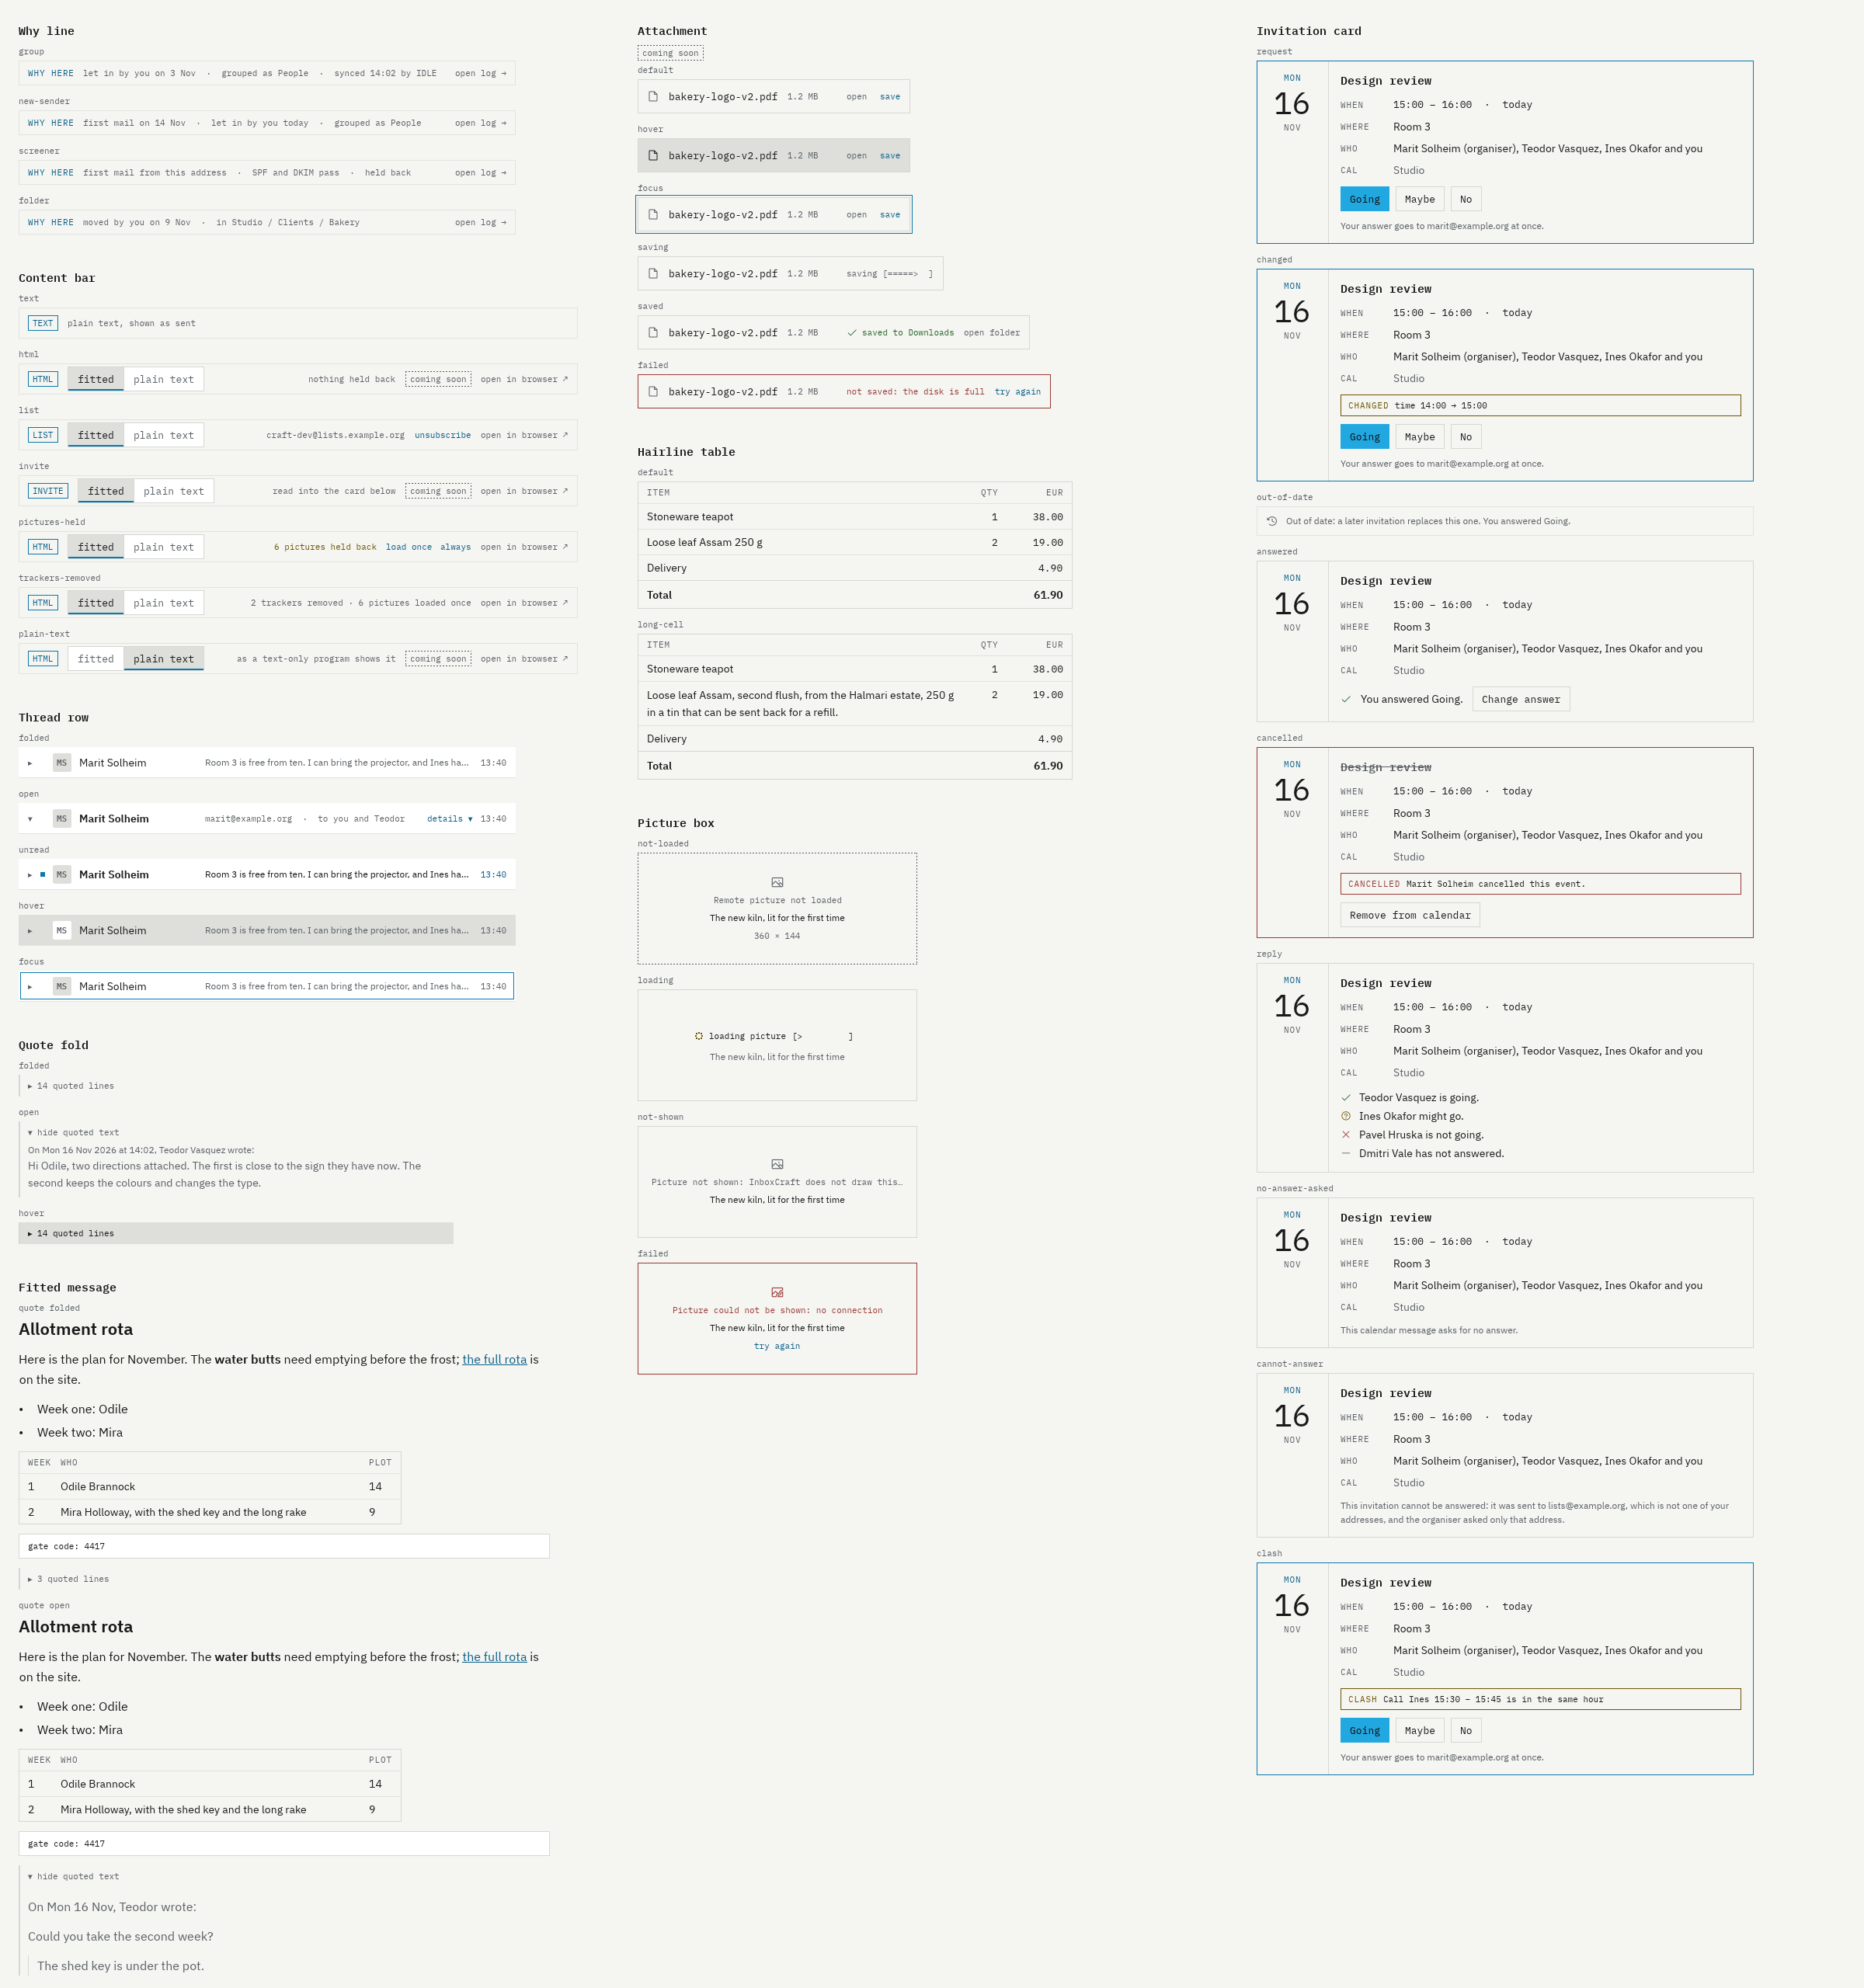 Why line
group
WHY HERE let in by you on 3 Nov · grouped as People · synced 14:02 by IDLE open log →
new-sender
WHY HERE first mail on 14 Nov · let in by you today · grouped as People open log →
screener
WHY HERE first mail from this address · SPF and DKIM pass · held back open log →
folder
WHY HERE moved by you on 9 Nov · in Studio / Clients / Bakery open log →
Content bar
text
TEXT plain text, shown as sent
html
HTML fitted plain text nothing held back coming soon open in browser ↗
list
LIST fitted plain text craft-dev@lists.example.org unsubscribe open in browser ↗
invite
INVITE fitted plain text read into the card below coming soon open in browser ↗
pictures-held
HTML fitted plain text 6 pictures held back load once always open in browser ↗
trackers-removed
HTML fitted plain text 2 trackers removed · 6 pictures loaded once open in browser ↗
plain-text
HTML fitted plain text as a text-only program shows it coming soon open in browser ↗
Thread row
folded
▸ MS Marit Solheim Room 3 is free from ten. I can bring the projector, and Ines ha… 13:40
open
▾ MS Marit Solheim marit@example.org · to you and Teodor details ▾ 13:40
unread
▸ MS Marit Solheim Room 3 is free from ten. I can bring the projector, and Ines ha… 13:40
hover
▸ MS Marit Solheim Room 3 is free from ten. I can bring the projector, and Ines ha… 13:40
focus
▸ MS Marit Solheim Room 3 is free from ten. I can bring the projector, and Ines ha… 13:40
Quote fold
folded
▸ 14 quoted lines
open
▾ hide quoted text
On Mon 16 Nov 2026 at 14:02, Teodor Vasquez wrote:
Hi Odile, two directions attached. The first is close to the sign they have now. The
second keeps the colours and changes the type.
hover
▸ 14 quoted lines
Fitted message
quote folded
Allotment rota
Here is the plan for November. The water butts need emptying before the frost; the full rota is
on the site.
• Week one: Odile
• Week two: Mira
WEEK WHO PLOT
1 Odile Brannock 14
2 Mira Holloway, with the shed key and the long rake 9
gate code: 4417
▸ 3 quoted lines
quote open
Allotment rota
Here is the plan for November. The water butts need emptying before the frost; the full rota is
on the site.
• Week one: Odile
• Week two: Mira
WEEK WHO PLOT
1 Odile Brannock 14
2 Mira Holloway, with the shed key and the long rake 9
gate code: 4417
▾ hide quoted text
On Mon 16 Nov, Teodor wrote:
Could you take the second week?
The shed key is under the pot.
Attachment
coming soon
default
bakery-logo-v2.pdf 1.2 MB open save
hover
bakery-logo-v2.pdf 1.2 MB open save
focus
bakery-logo-v2.pdf 1.2 MB open save
saving
bakery-logo-v2.pdf 1.2 MB saving [=====> ]
saved
bakery-logo-v2.pdf 1.2 MB saved to Downloads open folder
failed
bakery-logo-v2.pdf 1.2 MB not saved: the disk is full try again
Hairline table
default
ITEM QTY EUR
Stoneware teapot 1 38.00
Loose leaf Assam 250 g 2 19.00
Delivery 4.90
Total 61.90
long-cell
ITEM QTY EUR
Stoneware teapot 1 38.00
Loose leaf Assam, second flush, from the Halmari estate, 250 g 2 19.00
in a tin that can be sent back for a refill.
Delivery 4.90
Total 61.90
Picture box
not-loaded
Remote picture not loaded
The new kiln, lit for the first time
360 × 144
loading
loading picture [> ]
The new kiln, lit for the first time
not-shown
Picture not shown: InboxCraft does not draw this…
The new kiln, lit for the first time
failed
Picture could not be shown: no connection
The new kiln, lit for the first time
try again
Invitation card
request
MON
16
NOV
Design review
WHEN 15:00 – 16:00 · today
WHERE Room 3
WHO Marit Solheim (organiser), Teodor Vasquez, Ines Okafor and you
CAL Studio
Going Maybe No
Your answer goes to marit@example.org at once.
changed
MON
16
NOV
Design review
WHEN 15:00 – 16:00 · today
WHERE Room 3
WHO Marit Solheim (organiser), Teodor Vasquez, Ines Okafor and you
CAL Studio
CHANGED time 14:00 → 15:00
Going Maybe No
Your answer goes to marit@example.org at once.
out-of-date
Out of date: a later invitation replaces this one. You answered Going.
answered
MON
16
NOV
Design review
WHEN 15:00 – 16:00 · today
WHERE Room 3
WHO Marit Solheim (organiser), Teodor Vasquez, Ines Okafor and you
CAL Studio
You answered Going. Change answer
cancelled
MON
16
NOV
Design review
WHEN 15:00 – 16:00 · today
WHERE Room 3
WHO Marit Solheim (organiser), Teodor Vasquez, Ines Okafor and you
CAL Studio
CANCELLED Marit Solheim cancelled this event.
Remove from calendar
reply
MON
16
NOV
Design review
WHEN 15:00 – 16:00 · today
WHERE Room 3
WHO Marit Solheim (organiser), Teodor Vasquez, Ines Okafor and you
CAL Studio
Teodor Vasquez is going.
Ines Okafor might go.
Pavel Hruska is not going.
Dmitri Vale has not answered.
no-answer-asked
MON
16
NOV
Design review
WHEN 15:00 – 16:00 · today
WHERE Room 3
WHO Marit Solheim (organiser), Teodor Vasquez, Ines Okafor and you
CAL Studio
This calendar message asks for no answer.
cannot-answer
MON
16
NOV
Design review
WHEN 15:00 – 16:00 · today
WHERE Room 3
WHO Marit Solheim (organiser), Teodor Vasquez, Ines Okafor and you
CAL Studio
This invitation cannot be answered: it was sent to lists@example.org, which is not one of your
addresses, and the organiser asked only that address.
clash
MON
16
NOV
Design review
WHEN 15:00 – 16:00 · today
WHERE Room 3
WHO Marit Solheim (organiser), Teodor Vasquez, Ines Okafor and you
CAL Studio
CLASH Call Ines 15:30 – 15:45 is in the same hour
Going Maybe No
Your answer goes to marit@example.org at once.